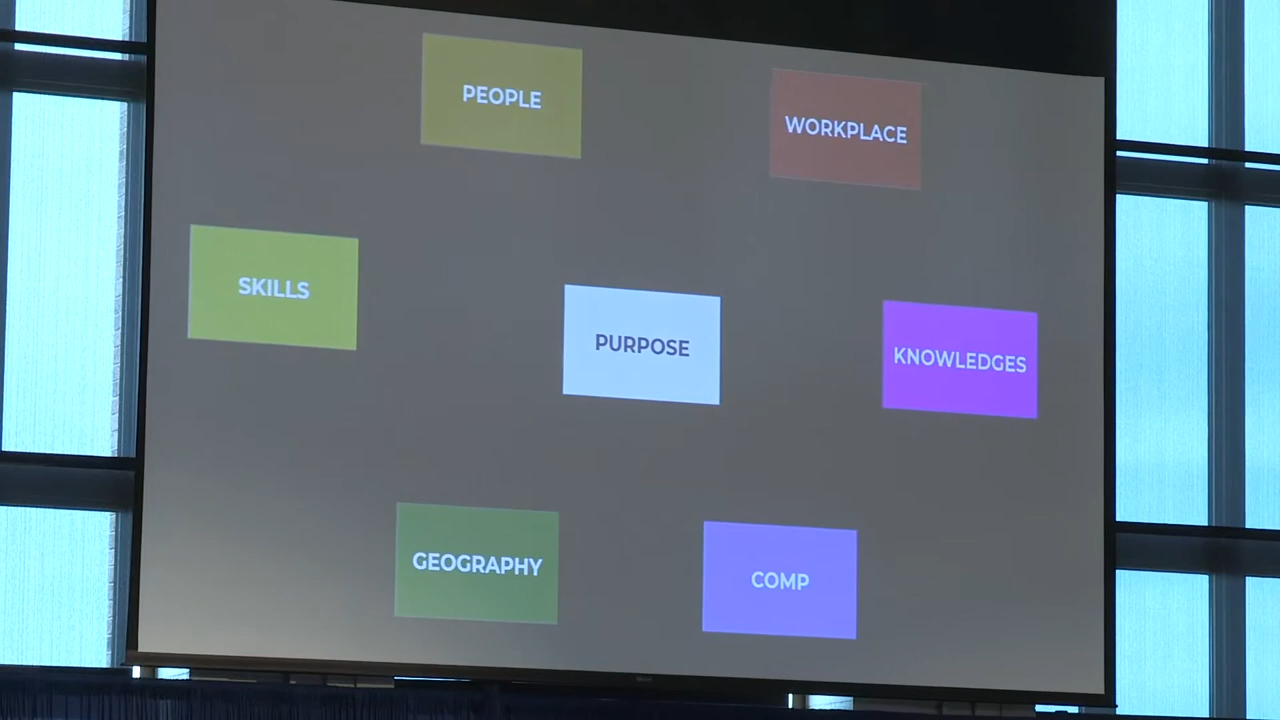 PEOPLE
WORKPLACE
SKILLS
PURPOSE
KNOWLEDGES
GEOGRAPHY
COMP